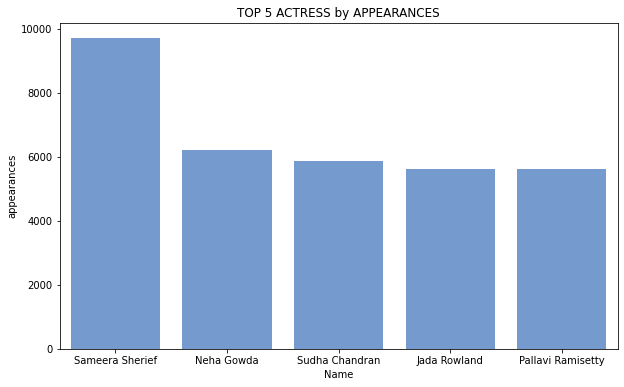 TOP 5 ACTRESS by APPEARANCES
10000
8000
6000
4000
2000
0
appearances
Sameera Sherief
Neha Gowda
Sudha Chandran
Jada Rowland
Pallavi Ramisetty
Name